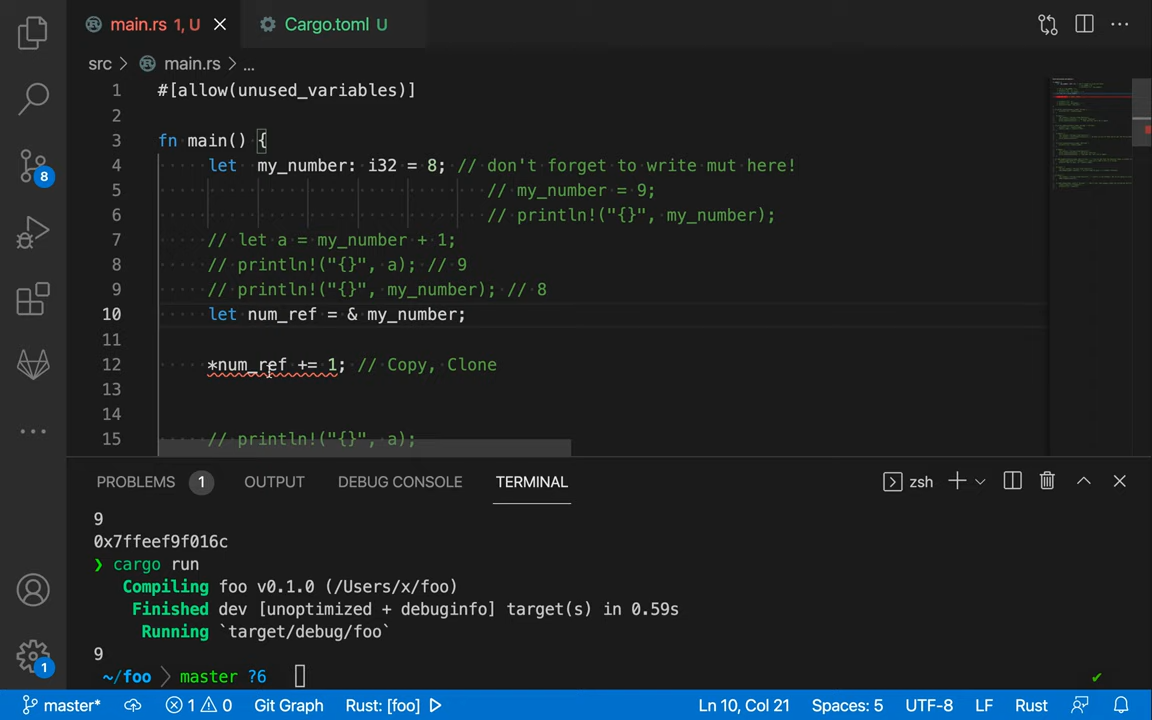 main.rs 1, U
Cargo.toml U
src > main.rs > ...
1 #[allow(unused_variables)]
2
3 fn main() {
4 let my_number: i32 = 8; // don't forget to write mut here!
5 // my_number = 9;
6 // println!("{}", my_number);
7 // let a = my_number + 1;
8 // println!("{}", a); // 9
9 // println!("{}", my_number); // 8
10 let num_ref = & my_number;
11
12 *num_ref += 1; // Copy, Clone
13
14
15 // println!("{}", a);
8
PROBLEMS 1 OUTPUT DEBUG CONSOLE TERMINAL zsh
9
0x7ffeef9f016c
❯ cargo run
Compiling foo v0.1.0 (/Users/x/foo)
Finished dev [unoptimized + debuginfo] target(s) in 0.59s
Running `target/debug/foo`
9
~/foo > master ?6
1
master* 1 0 Git Graph Rust: [foo] Ln 10, Col 21 Spaces: 5 UTF-8 LF Rust